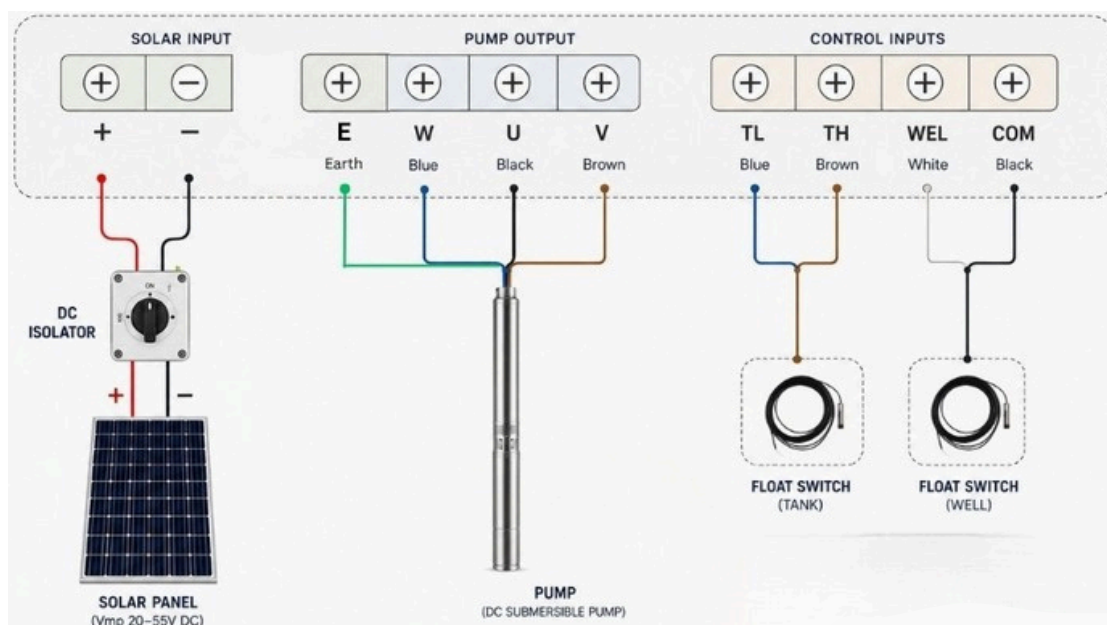 SOLAR INPUT
PUMP OUTPUT
CONTROL INPUTS
+ −
E W U V
TL TH WEL COM
Earth Blue Black Brown
Blue Brown White Black
ON
DC
ISOLATOR
+ −
FLOAT SWITCH
(TANK)
FLOAT SWITCH
(WELL)
PUMP
(DC SUBMERSIBLE PUMP)
SOLAR PANEL
(Vmp 20–55V DC)